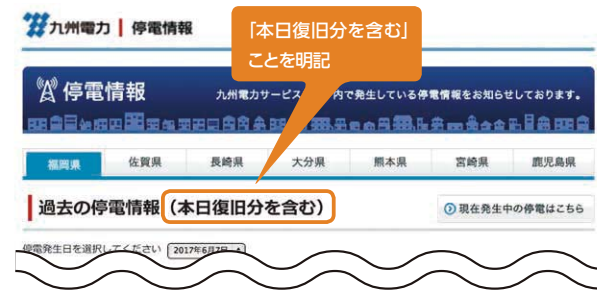 九州電力 停電情報
「本日復旧分を含む」
ことを明記
停電情報
九州電力サービス 内で発生している停電情報をお知らせしております。
福岡県 佐賀県 長崎県 大分県 熊本県 宮崎県 鹿児島県
過去の停電情報（本日復旧分を含む）
現在発生中の停電はこちら
停電発生日を選択してください 2017年6月7日